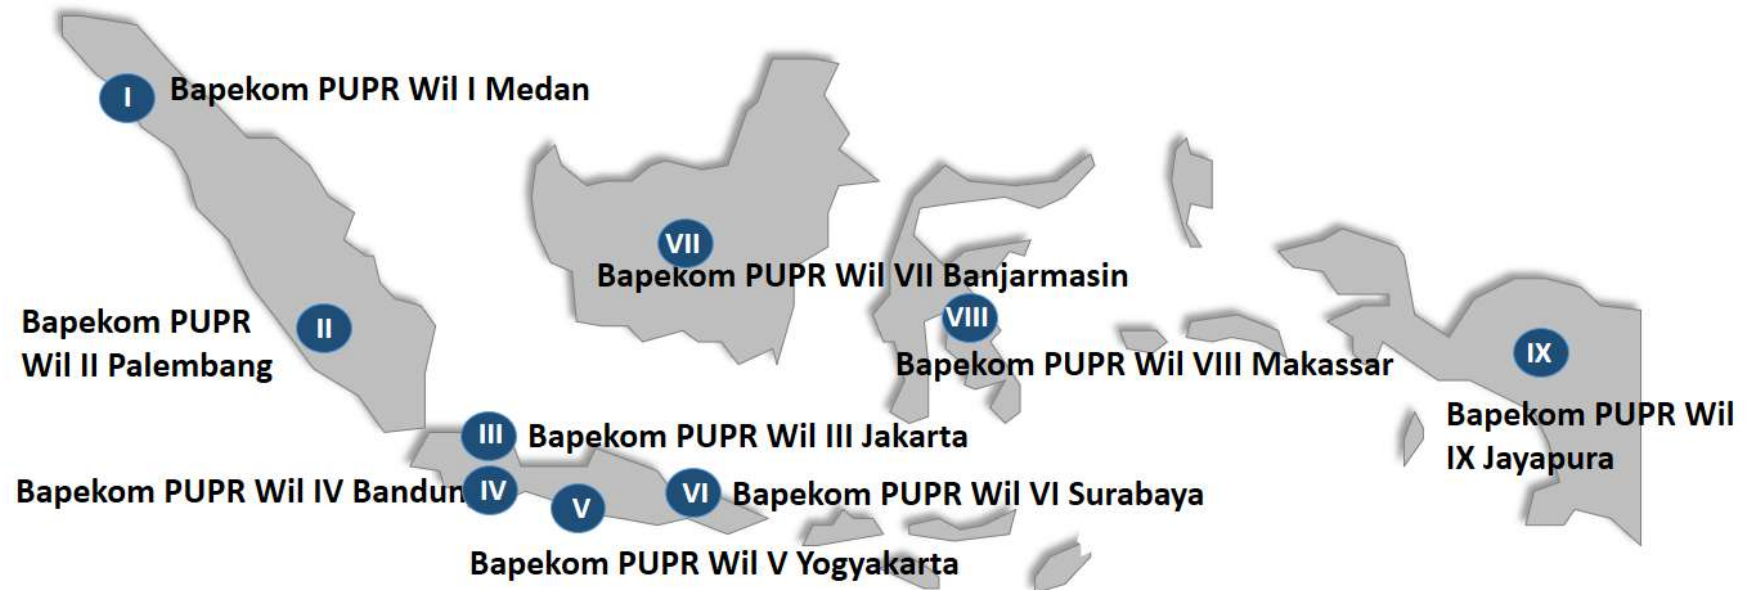 I
Bapekom PUPR Wil I Medan
VII
Bapekom PUPR Wil VII Banjarmasin
II
Bapekom PUPR
Wil II Palembang
VIII
Bapekom PUPR Wil VIII Makassar
IX
Bapekom PUPR Wil
IX Jayapura
III
Bapekom PUPR Wil III Jakarta
Bapekom PUPR Wil IV Bandun
IV
V
VI
Bapekom PUPR Wil VI Surabaya
Bapekom PUPR Wil V Yogyakarta